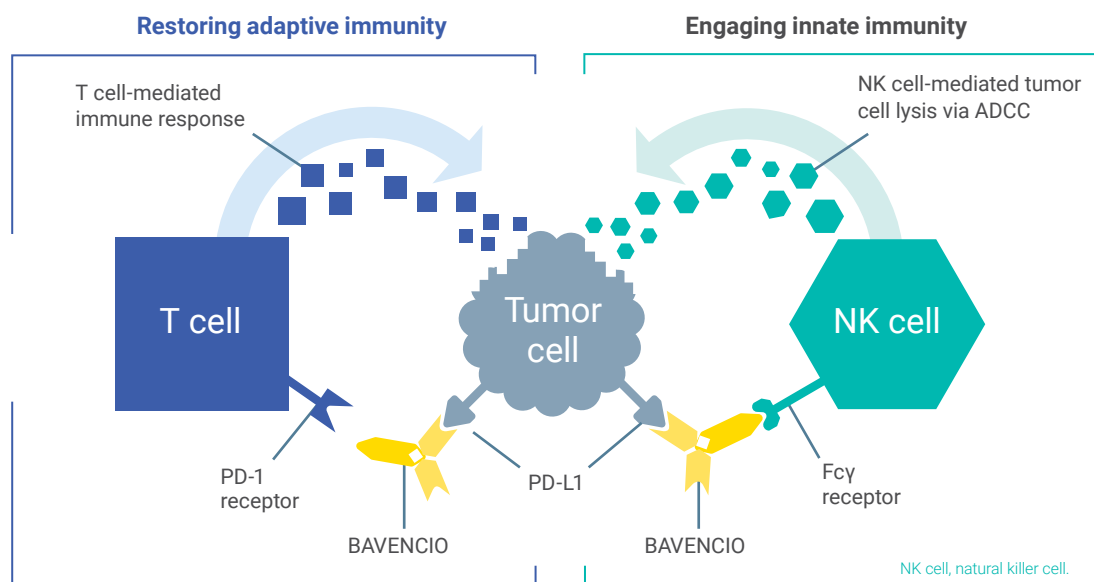 Restoring adaptive immunity
Engaging innate immunity
T cell-mediated
immune response
NK cell-mediated tumor
cell lysis via ADCC
T cell
Tumor
cell
NK cell
PD-1
receptor
PD-L1
Fcγ
receptor
BAVENCIO
BAVENCIO
NK cell, natural killer cell.